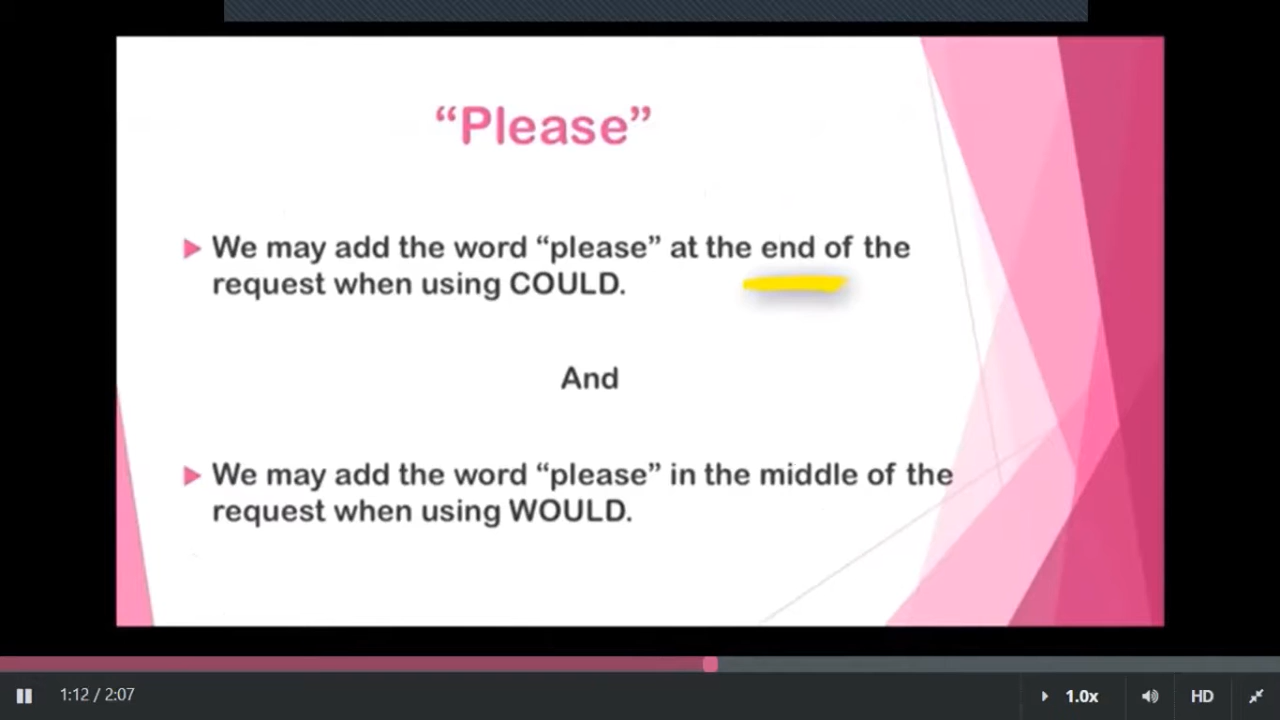 “Please”
We may add the word “please” at the end of the
request when using COULD.
And
We may add the word “please” in the middle of the
request when using WOULD.
1:12 / 2:07
1.0x
HD